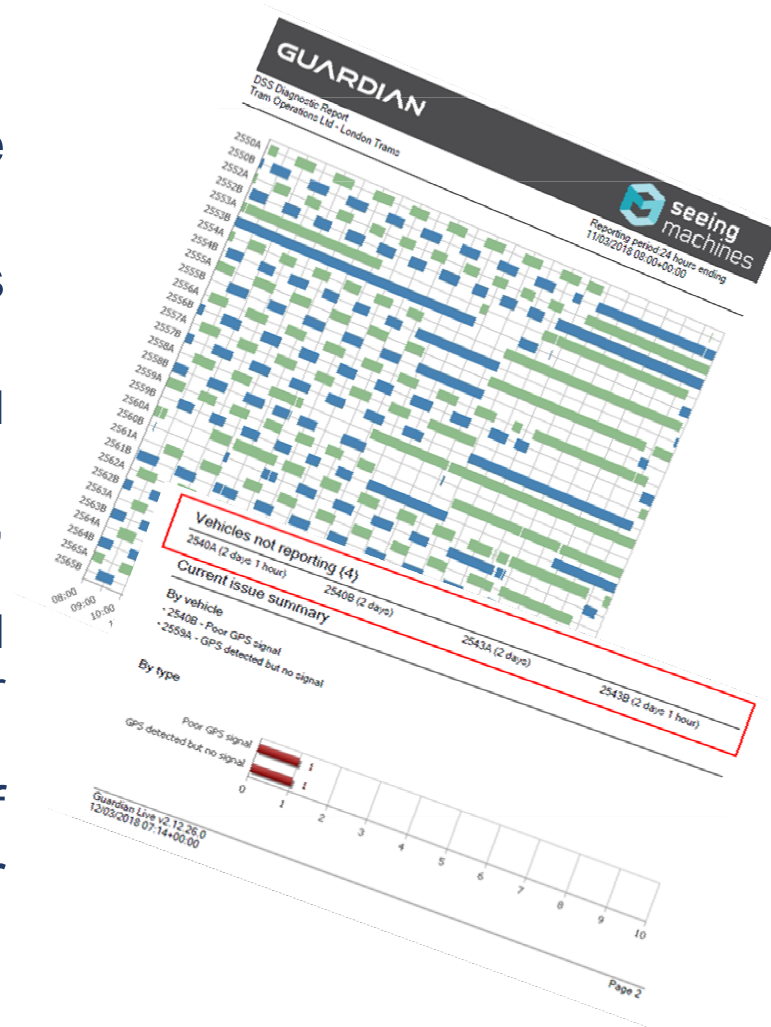 GUARDIAN
DSS Diagnostic Report
Tram Operations Ltd - London Trams
seeing
machines
Reporting period:24 hours ending
11/03/2018 08:00+00:00
2550A
2550B
2552A
2552B
2553A
2553B
2554A
2554B
2555A
2555B
2556A
2556B
2557A
2557B
2558A
2558B
2559A
2559B
2560A
2560B
2561A
2561B
2562A
2562B
2563A
2563B
2564A
2564B
2565A
2565B
08:00 09:00 10:00
Vehicles not reporting (4)
2540A (2 days 1 hour) 2540B (2 days) 2543A (2 days) 2543B (2 days 1 hour)
Current issue summary
By vehicle
· 2540B - Poor GPS signal
· 2559A - GPS detected but no signal
By type
Poor GPS signal 1
GPS detected but no signal 1
0 1 2 3 4 5 6 7 8 9 10
Guardian Live v2.12.26.0
12/03/2018 07:14+00:00
Page 2